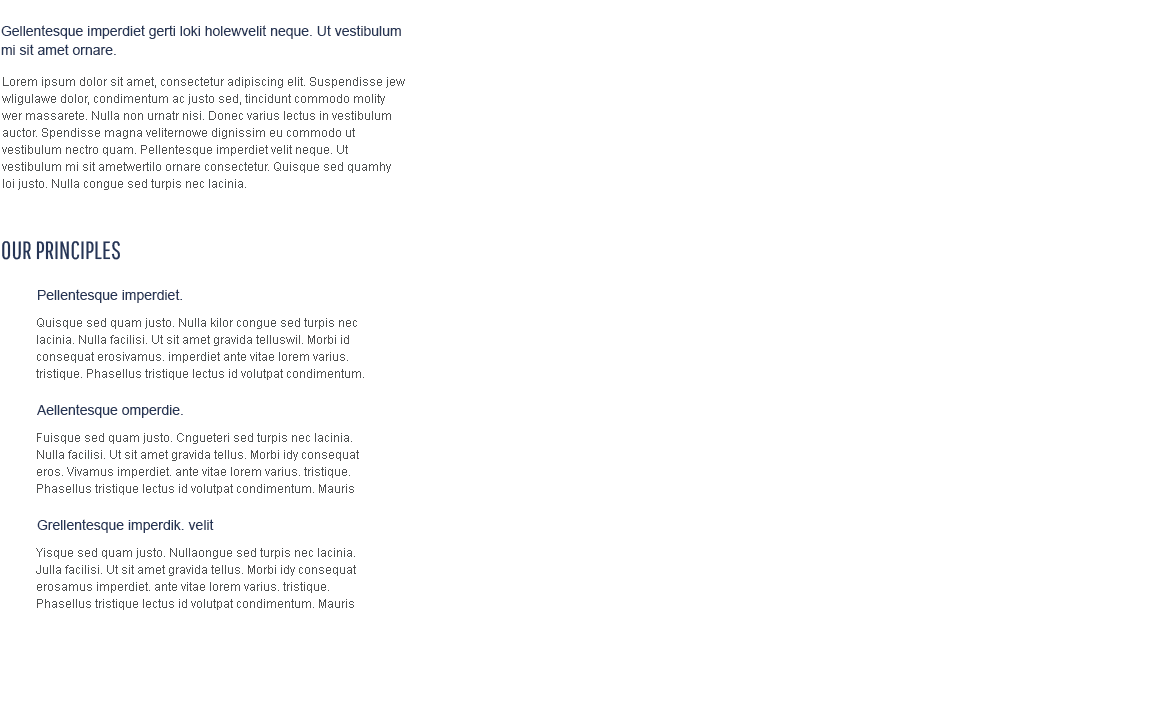 Gellentesque imperdiet gerti loki holewvelit neque. Ut vestibulum
mi sit amet ornare.
Lorem ipsum dolor sit amet, consectetur adipiscing elit. Suspendisse jew
wligulawe dolor, condimentum ac justo sed, tincidunt commodo molity
wer massarete. Nulla non urnatr nisi. Donec varius lectus in vestibulum
auctor. Spendisse magna veliternowe dignissim eu commodo ut
vestibulum nectro quam. Pellentesque imperdiet velit neque. Ut
vestibulum mi sit ametwertilo ornare consectetur. Quisque sed quamhy
loi justo. Nulla congue sed turpis nec lacinia.
OUR PRINCIPLES
Pellentesque imperdiet.
Quisque sed quam justo. Nulla kilor congue sed turpis nec
lacinia. Nulla facilisi. Ut sit amet gravida telluswil. Morbi id
consequat erosivamus. imperdiet ante vitae lorem varius.
tristique. Phasellus tristique lectus id volutpat condimentum.
Aellentesque omperdie.
Fuisque sed quam justo. Cngueteri sed turpis nec lacinia.
Nulla facilisi. Ut sit amet gravida tellus. Morbi idy consequat
eros. Vivamus imperdiet. ante vitae lorem varius. tristique.
Phasellus tristique lectus id volutpat condimentum. Mauris
Grellentesque imperdik. velit
Yisque sed quam justo. Nullaongue sed turpis nec lacinia.
Julla facilisi. Ut sit amet gravida tellus. Morbi idy consequat
erosamus imperdiet. ante vitae lorem varius. tristique.
Phasellus tristique lectus id volutpat condimentum. Mauris